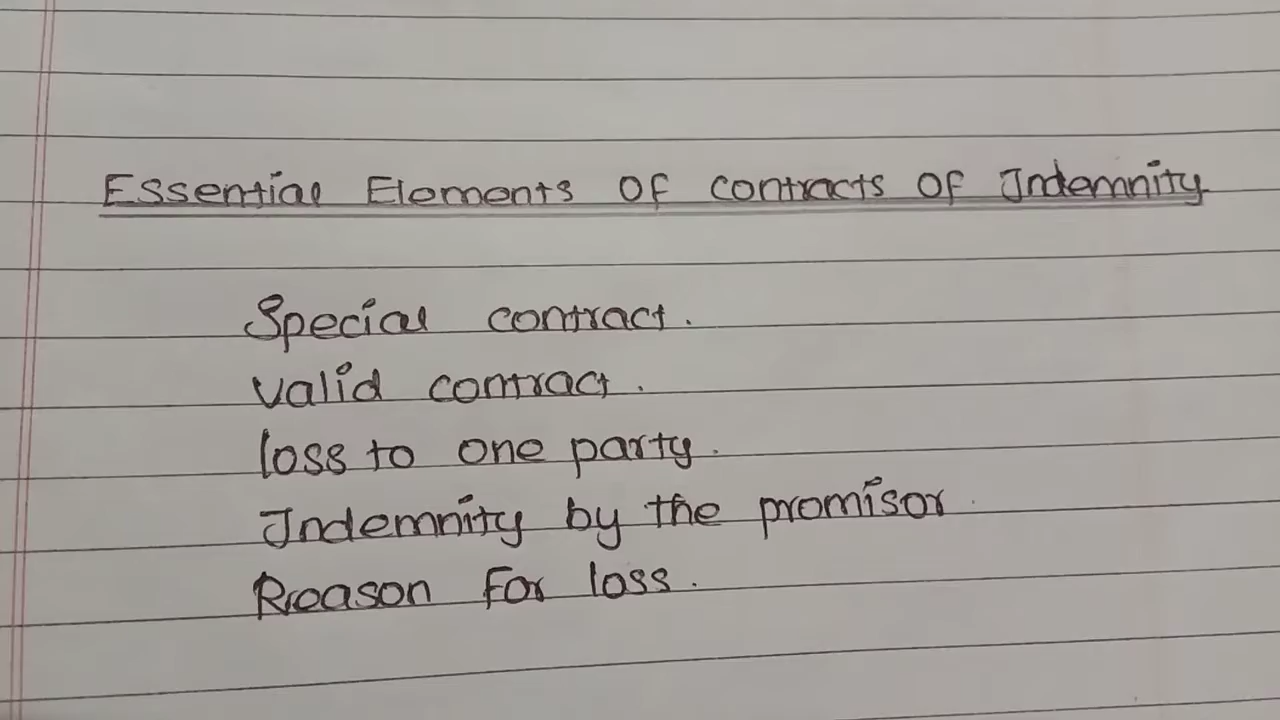 Essential Elements of contracts of Indemnity
Special contract.
valid contract.
loss to one party.
Indemnity by the promisor.
Reason for loss.